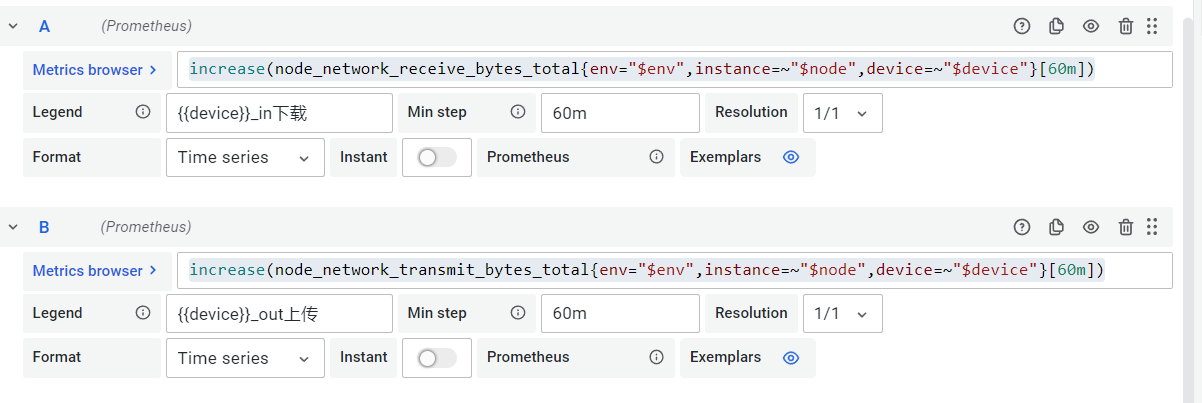 A (Prometheus)
Metrics browser > increase(node_network_receive_bytes_total{env="$env",instance=~"$node",device=~"$device"}[60m])
Legend {{device}}_in下载 Min step 60m Resolution 1/1
Format Time series Instant Prometheus Exemplars
B (Prometheus)
Metrics browser > increase(node_network_transmit_bytes_total{env="$env",instance=~"$node",device=~"$device"}[60m])
Legend {{device}}_out上传 Min step 60m Resolution 1/1
Format Time series Instant Prometheus Exemplars